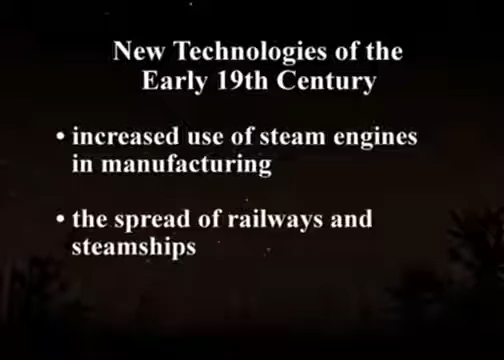 New Technologies of the
Early 19th Century
• increased use of steam engines
in manufacturing
• the spread of railways and
steamships